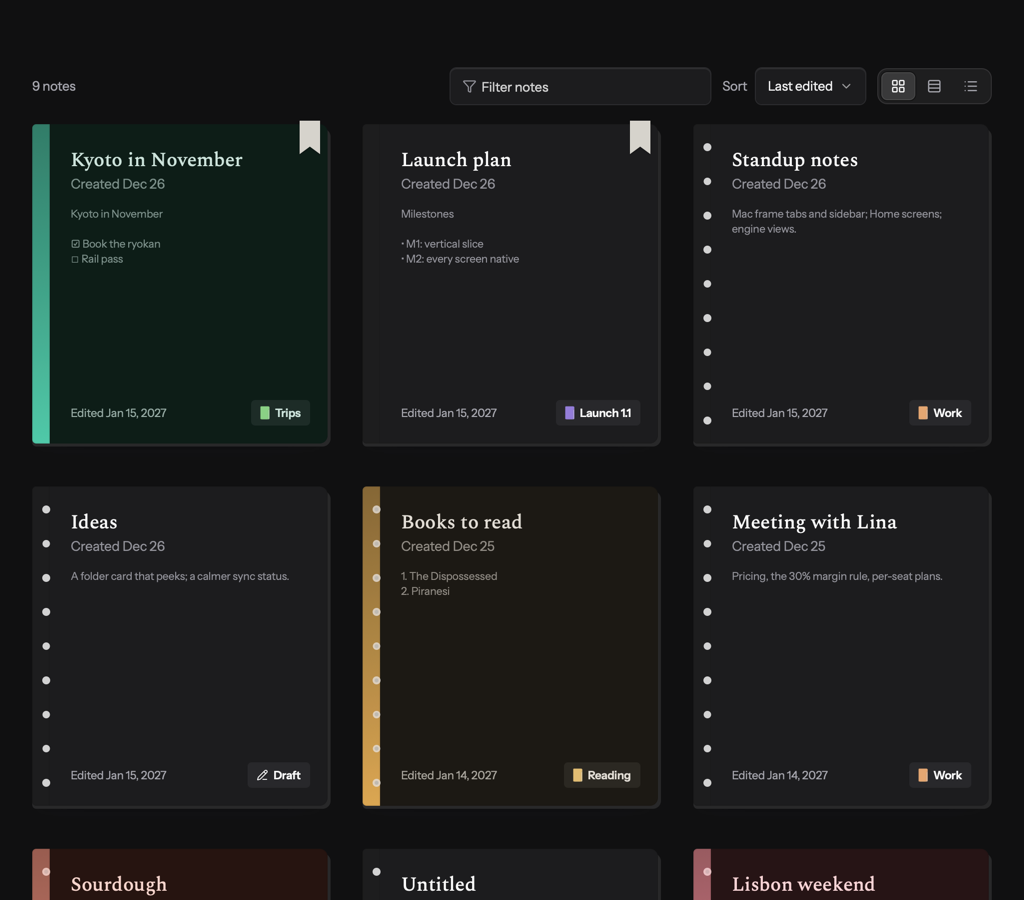 9 notes
Filter notes
Sort
Last edited
Kyoto in November
Created Dec 26
Kyoto in November
☑ Book the ryokan
☐ Rail pass
Edited Jan 15, 2027
Trips
Launch plan
Created Dec 26
Milestones
• M1: vertical slice
• M2: every screen native
Edited Jan 15, 2027
Launch 1.1
Standup notes
Created Dec 26
Mac frame tabs and sidebar; Home screens;
engine views.
Edited Jan 15, 2027
Work
Ideas
Created Dec 26
A folder card that peeks; a calmer sync status.
Edited Jan 15, 2027
Draft
Books to read
Created Dec 25
1. The Dispossessed
2. Piranesi
Edited Jan 14, 2027
Reading
Meeting with Lina
Created Dec 25
Pricing, the 30% margin rule, per-seat plans.
Edited Jan 14, 2027
Work
Sourdough
Untitled
Lisbon weekend